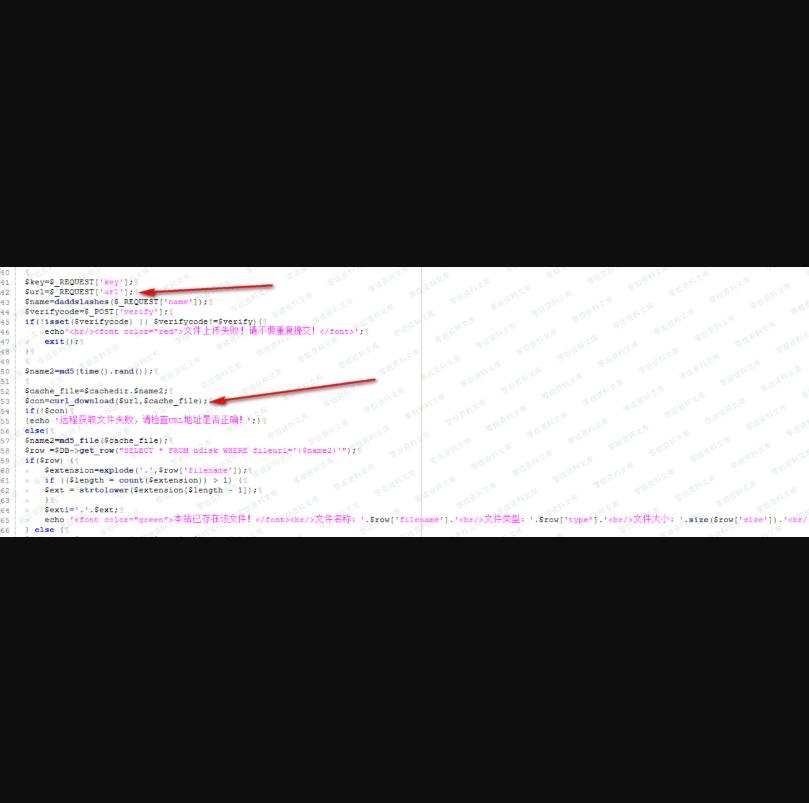 40
41 $key=$_REQUEST['key'];
42 $url=$_REQUEST['url'];
43 $name=daddslashes($_REQUEST['name']);
44 $verifycode=$_POST['verify'];
45 if(!isset($verifycode) || $verifycode!=$verify){
46 echo'<hr/><font color="red">文件上传失败！请不要重复提交！</font>';
47 exit();
48 }
49
50 $name2=md5(time().rand());
51
52 $cache_file=$cachedir.$name2;
53 $con=curl_download($url,$cache_file);
54 if(!$con)
55 {echo '远程获取文件失败，请检查URL地址是否正确！';}
56 else{
57 $name2=md5_file($cache_file);
58 $row =$DB->get_row("SELECT * FROM udisk WHERE fileurl='{$name2}'");
59 if($row) {
60 $extension=explode('.',$row['filename']);
61 if (($length = count($extension)) > 1) {
62 $ext = strtolower($extension[$length - 1]);
63 }
64 $exti='.'.$ext;
65 echo '<font color="green">本站已存在该文件！</font><br/>文件名称：'.$row['filename'].'<br/>文件类型：'.$row['type'].'<br/>文件大小：'.size($row['size']).'<br/
66 } else {